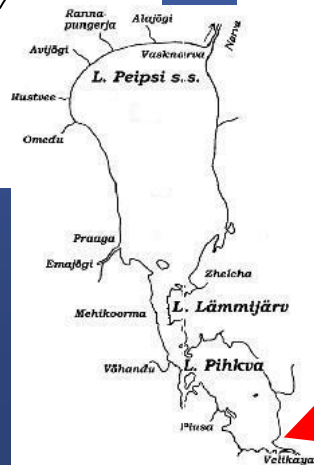 Ranna-
pungerja
Alajõgi
Avijõgi
Vasknarva
Narva
L. Peipsi s.s.
Mustvee
Omedu
Praaga
Emajõgi
Zhelcha
Mehikoorma
L. Lämmijärv
Võhandu
L. Pihkva
Piusa
Velikaya